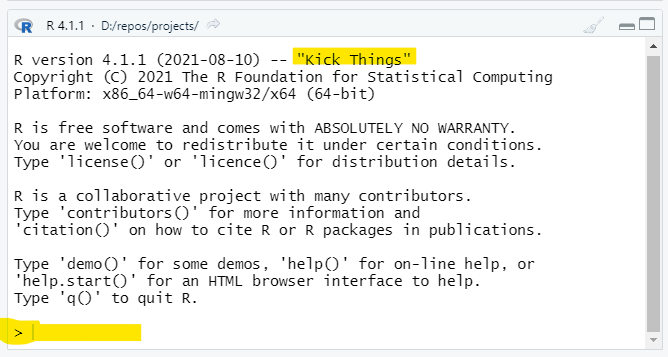 R 4.1.1 · D:/repos/projects/
R version 4.1.1 (2021-08-10) -- "Kick Things"
Copyright (C) 2021 The R Foundation for Statistical Computing
Platform: x86_64-w64-mingw32/x64 (64-bit)
R is free software and comes with ABSOLUTELY NO WARRANTY.
You are welcome to redistribute it under certain conditions.
Type 'license()' or 'licence()' for distribution details.
R is a collaborative project with many contributors.
Type 'contributors()' for more information and
'citation()' on how to cite R or R packages in publications.
Type 'demo()' for some demos, 'help()' for on-line help, or
'help.start()' for an HTML browser interface to help.
Type 'q()' to quit R.
>